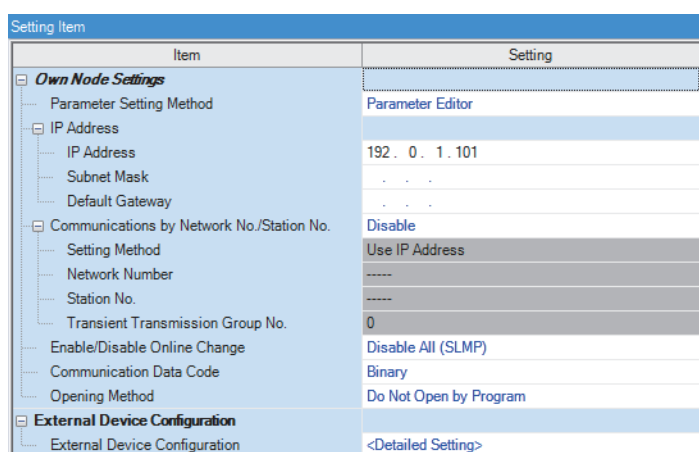 Setting Item
Item Setting
Own Node Settings
Parameter Setting Method Parameter Editor
IP Address
IP Address 192 . 0 . 1 . 101
Subnet Mask . . .
Default Gateway . . .
Communications by Network No./Station No. Disable
Setting Method Use IP Address
Network Number -----
Station No. -----
Transient Transmission Group No. 0
Enable/Disable Online Change Disable All (SLMP)
Communication Data Code Binary
Opening Method Do Not Open by Program
External Device Configuration
External Device Configuration <Detailed Setting>